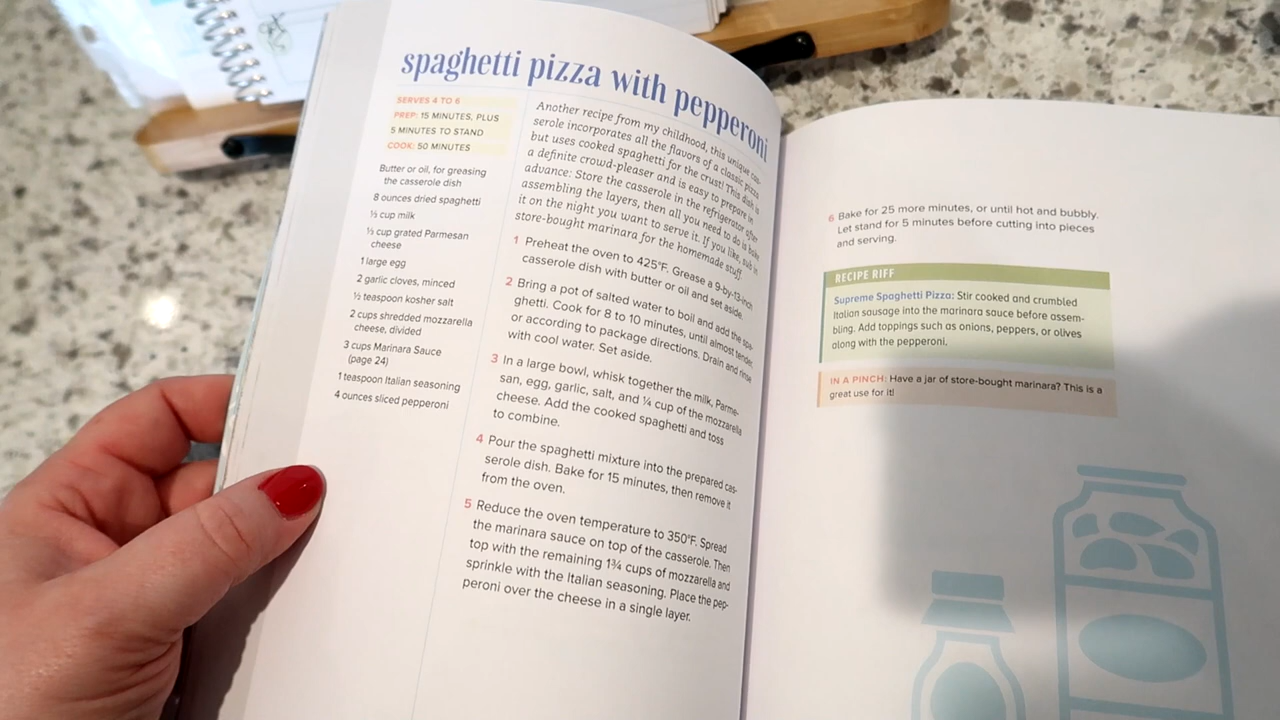 spaghetti pizza with pepperoni
SERVES 4 TO 6
PREP: 15 MINUTES, PLUS
5 MINUTES TO STAND
COOK: 50 MINUTES
Butter or oil, for greasing
the casserole dish
8 ounces dried spaghetti
½ cup milk
½ cup grated Parmesan
cheese
1 large egg
2 garlic cloves, minced
½ teaspoon kosher salt
2 cups shredded mozzarella
cheese, divided
3 cups Marinara Sauce
(page 24)
1 teaspoon Italian seasoning
4 ounces sliced pepperoni
Another recipe from my childhood, this unique cas-
serole incorporates all the flavors of a classic pizza
but uses cooked spaghetti for the crust! This dish is
a definite crowd-pleaser and is easy to prepare in
advance: Store the casserole in the refrigerator after
assembling the layers, then all you need to do is bake
it on the night you want to serve it. If you like, sub in
store-bought marinara for the homemade stuff.
1 Preheat the oven to 425°F. Grease a 9-by-13-inch
casserole dish with butter or oil and set aside.
2 Bring a pot of salted water to boil and add the spa-
ghetti. Cook for 8 to 10 minutes, until almost tender,
or according to package directions. Drain and rinse
with cool water. Set aside.
3 In a large bowl, whisk together the milk, Parme-
san, egg, garlic, salt, and ¼ cup of the mozzarella
cheese. Add the cooked spaghetti and toss
to combine.
4 Pour the spaghetti mixture into the prepared cas-
serole dish. Bake for 15 minutes, then remove it
from the oven.
5 Reduce the oven temperature to 350°F. Spread
the marinara sauce on top of the casserole. Then
top with the remaining 1¾ cups of mozzarella and
sprinkle with the Italian seasoning. Place the pep-
peroni over the cheese in a single layer.
6 Bake for 25 more minutes, or until hot and bubbly.
Let stand for 5 minutes before cutting into pieces
and serving.
RECIPE RIFF
Supreme Spaghetti Pizza: Stir cooked and crumbled
Italian sausage into the marinara sauce before assem-
bling. Add toppings such as onions, peppers, or olives
along with the pepperoni.
IN A PINCH: Have a jar of store-bought marinara? This is a
great use for it!